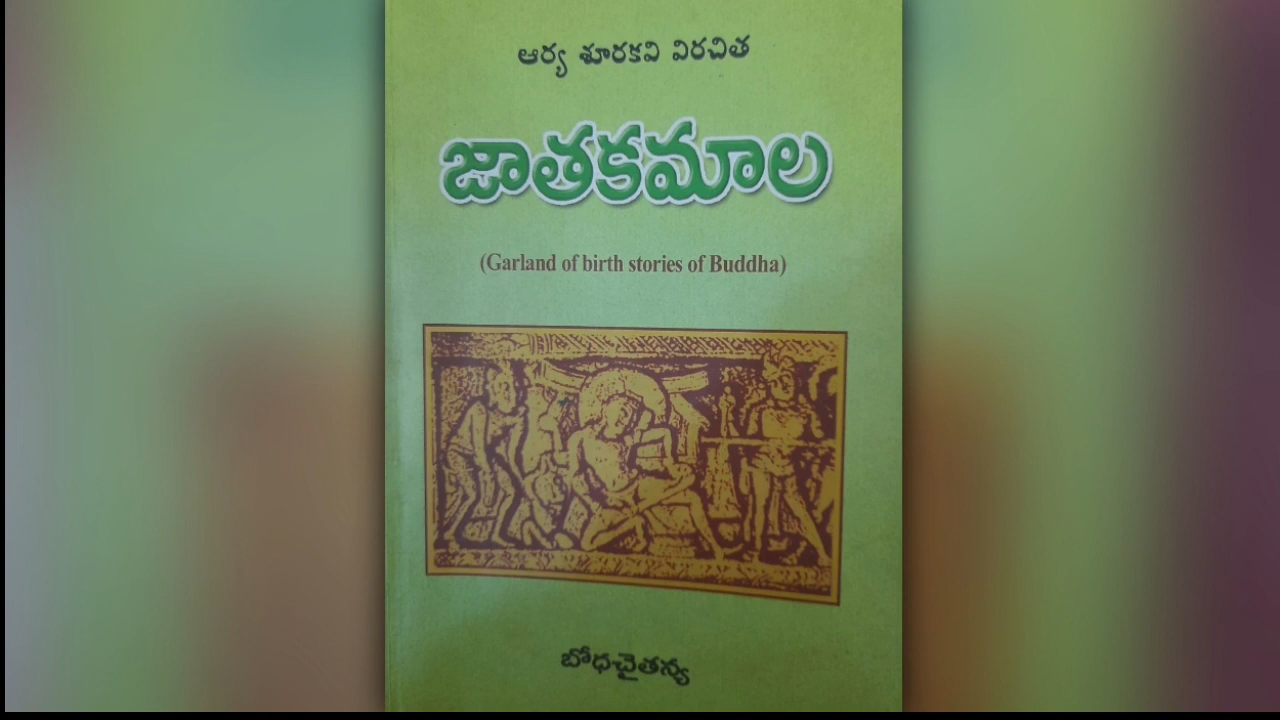 ఆర్య శూరకవి విరచిత
జాతకమాల
(Garland of birth stories of Buddha)
బోధచైతన్య